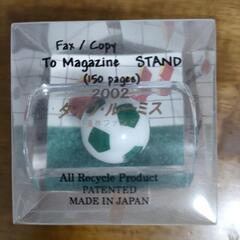 Fax / Copy
To Magazine STAND
(150 pages)
2002
All Recycle Product
PATENTED
MADE IN JAPAN